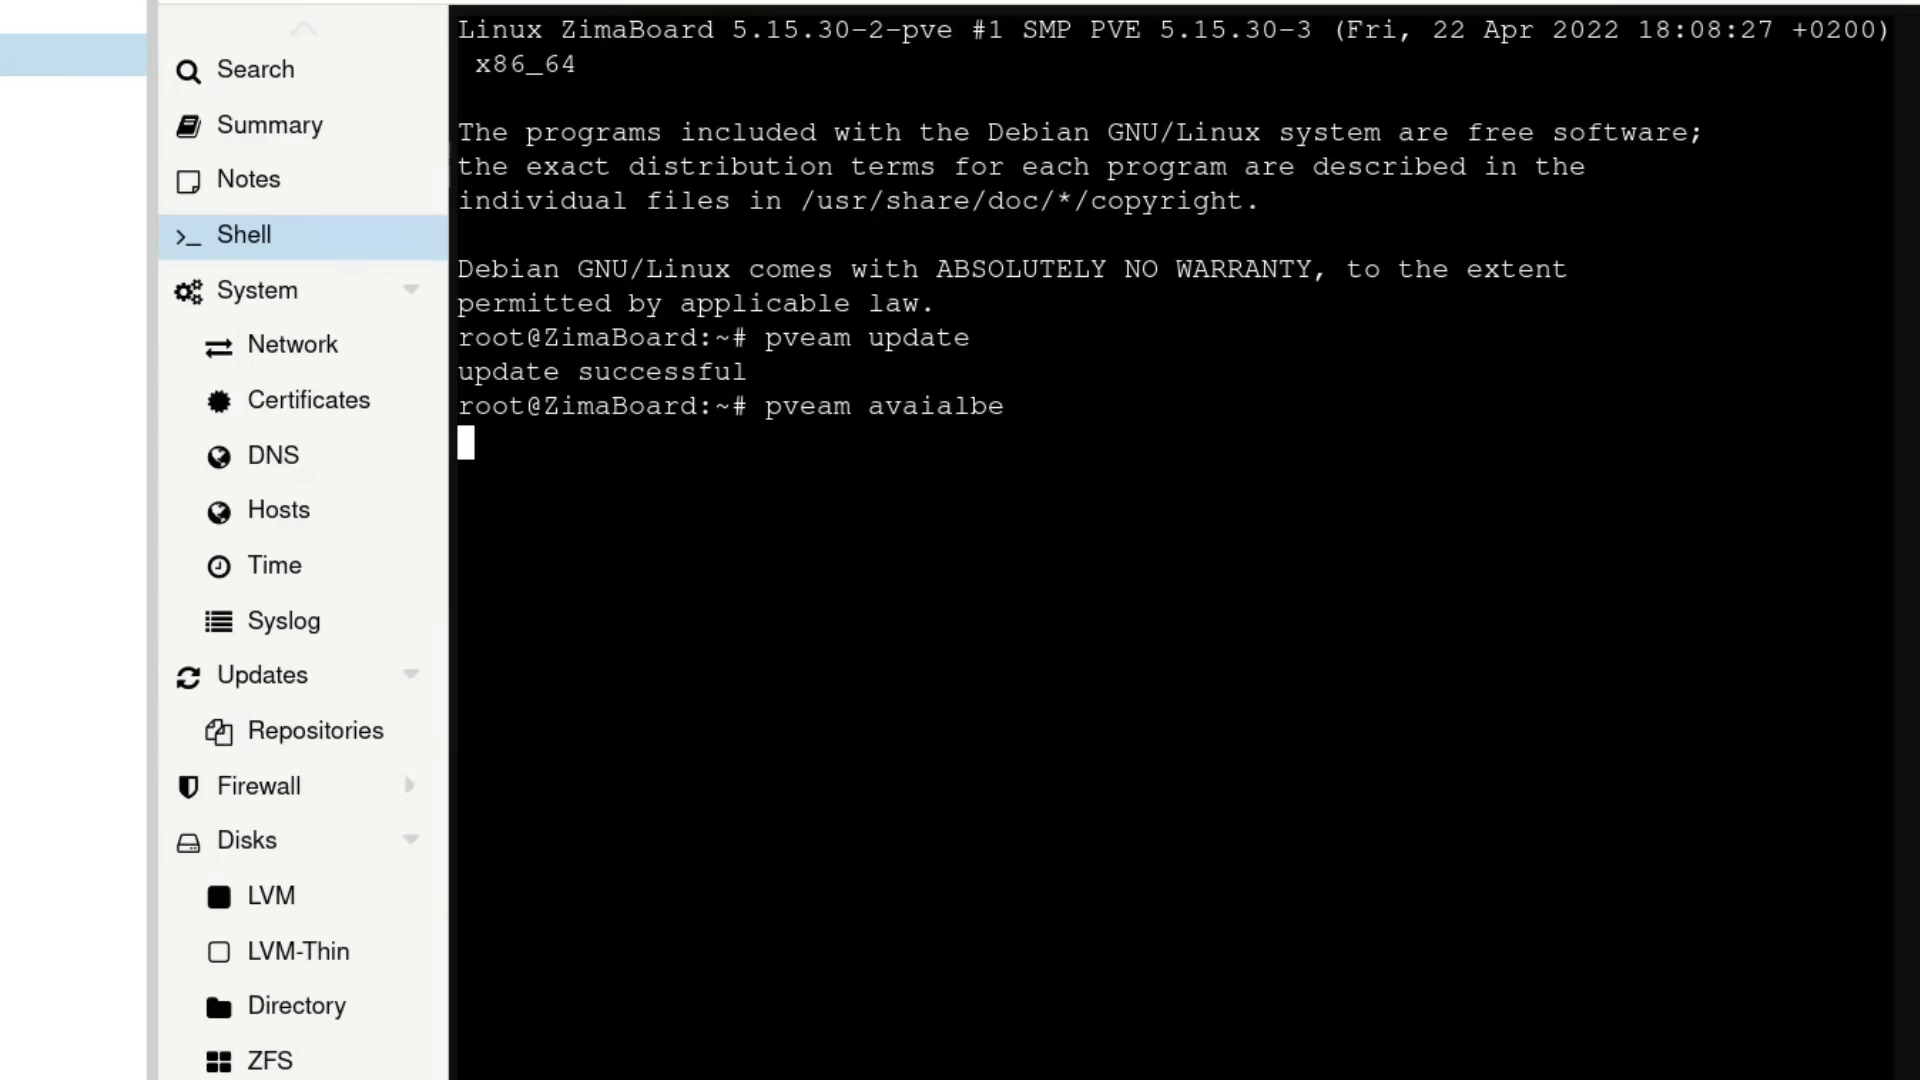 Search
Summary
Notes
Shell
System
Network
Certificates
DNS
Hosts
Time
Syslog
Updates
Repositories
Firewall
Disks
LVM
LVM-Thin
Directory
ZFS
Linux ZimaBoard 5.15.30-2-pve #1 SMP PVE 5.15.30-3 (Fri, 22 Apr 2022 18:08:27 +0200)
x86_64
The programs included with the Debian GNU/Linux system are free software;
the exact distribution terms for each program are described in the
individual files in /usr/share/doc/*/copyright.
Debian GNU/Linux comes with ABSOLUTELY NO WARRANTY, to the extent
permitted by applicable law.
root@ZimaBoard:~# pveam update
update successful
root@ZimaBoard:~# pveam avaialbe